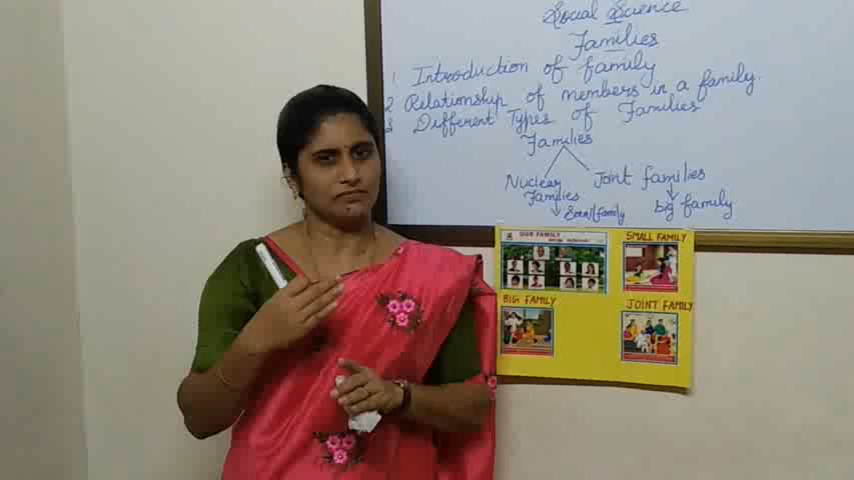 Social Science
Families
1 Introduction of family
2 Relationship of members in a family.
3 Different Types of Families
Families
Nuclear Families
Joint families
Small family
big family
OUR FAMILY
SMALL FAMILY
BIG FAMILY
JOINT FAMILY